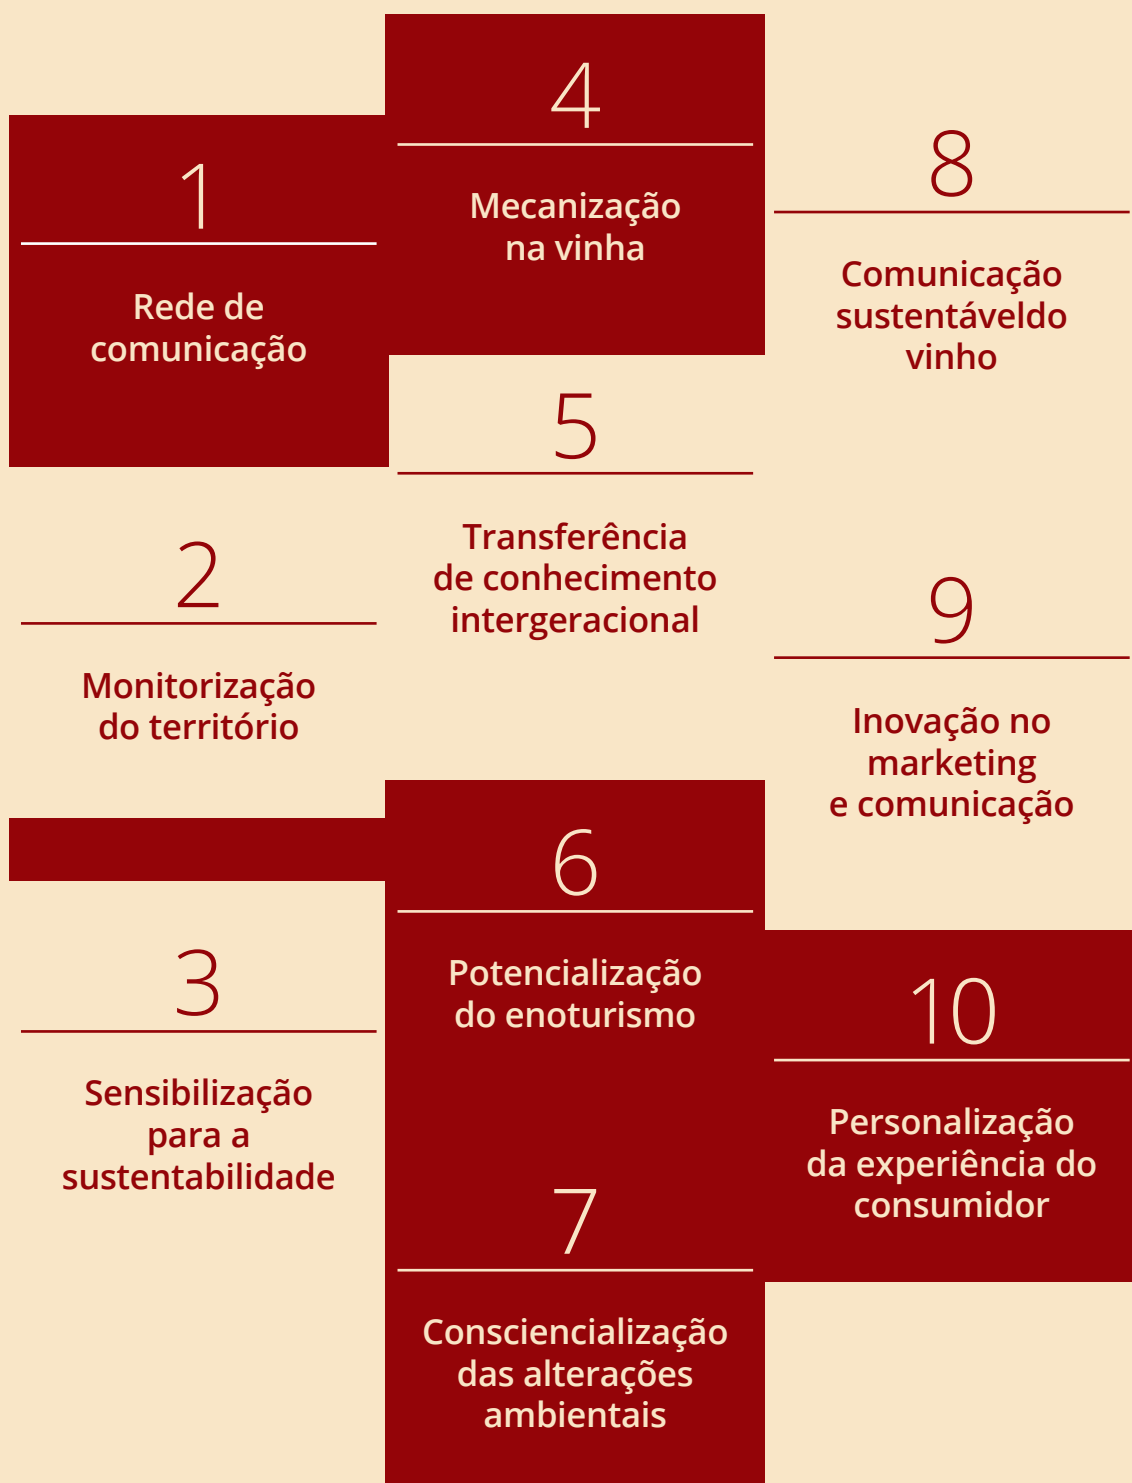 1
Rede de
comunicação
2
Monitorização
do território
3
Sensibilização
para a
sustentabilidade
4
Mecanização
na vinha
5
Transferência
de conhecimento
intergeracional
6
Potencialização
do enoturismo
7
Consciencialização
das alterações
ambientais
8
Comunicação
sustentáveldo
vinho
9
Inovação no
marketing
e comunicação
10
Personalização
da experiência do
consumidor